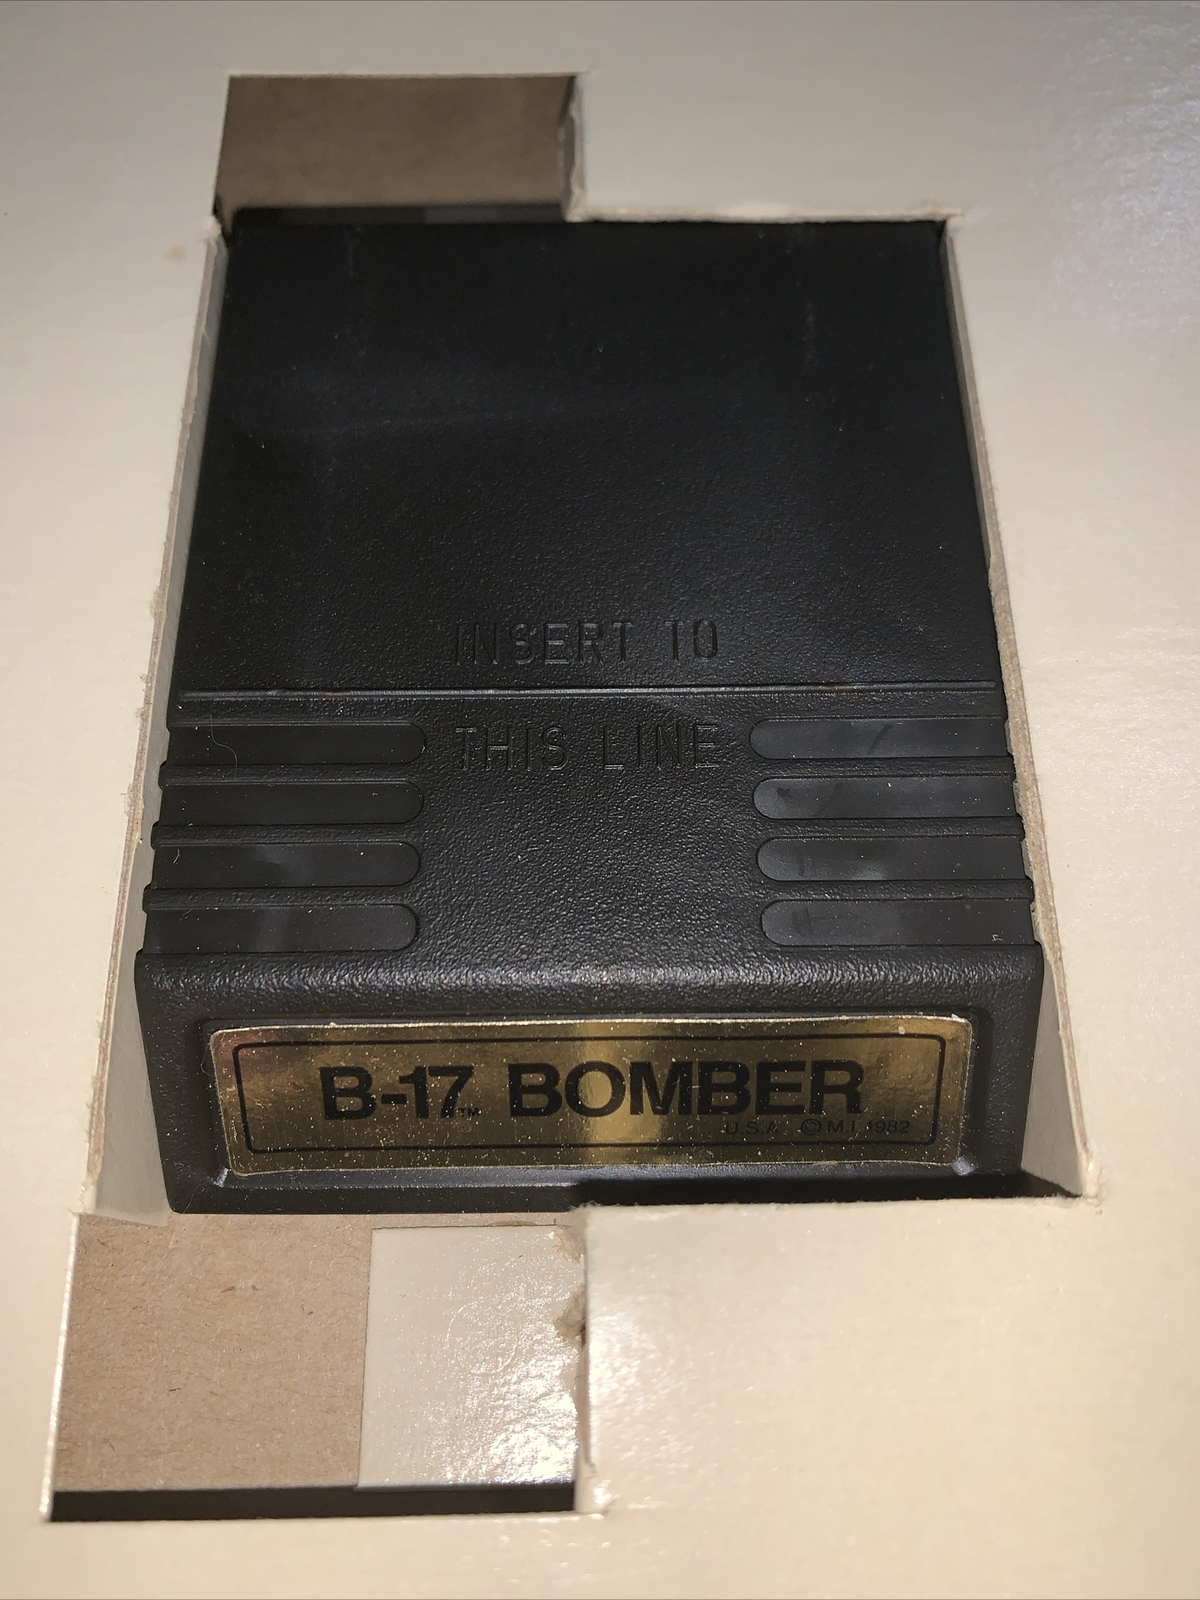 INSERT TO
THIS LINE
B-17™ BOMBER
U.S.A. ©M.I. 1982